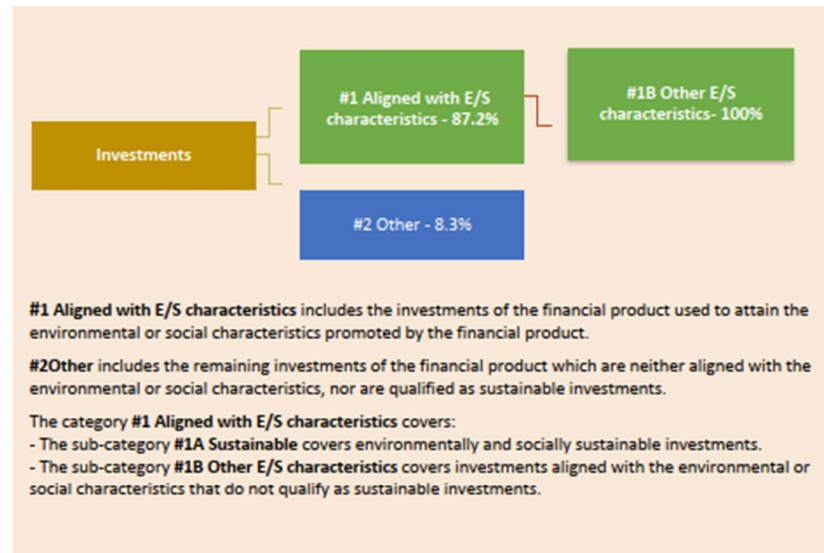 #1 Aligned with E/S
characteristics - 87.2%
#1B Other E/S
characteristics- 100%
Investments
#2 Other - 8.3%
#1 Aligned with E/S characteristics includes the investments of the financial product used to attain the
environmental or social characteristics promoted by the financial product.
#2Other includes the remaining investments of the financial product which are neither aligned with the
environmental or social characteristics, nor are qualified as sustainable investments.
The category #1 Aligned with E/S characteristics covers:
- The sub-category #1A Sustainable covers environmentally and socially sustainable investments.
- The sub-category #1B Other E/S characteristics covers investments aligned with the environmental or
social characteristics that do not qualify as sustainable investments.